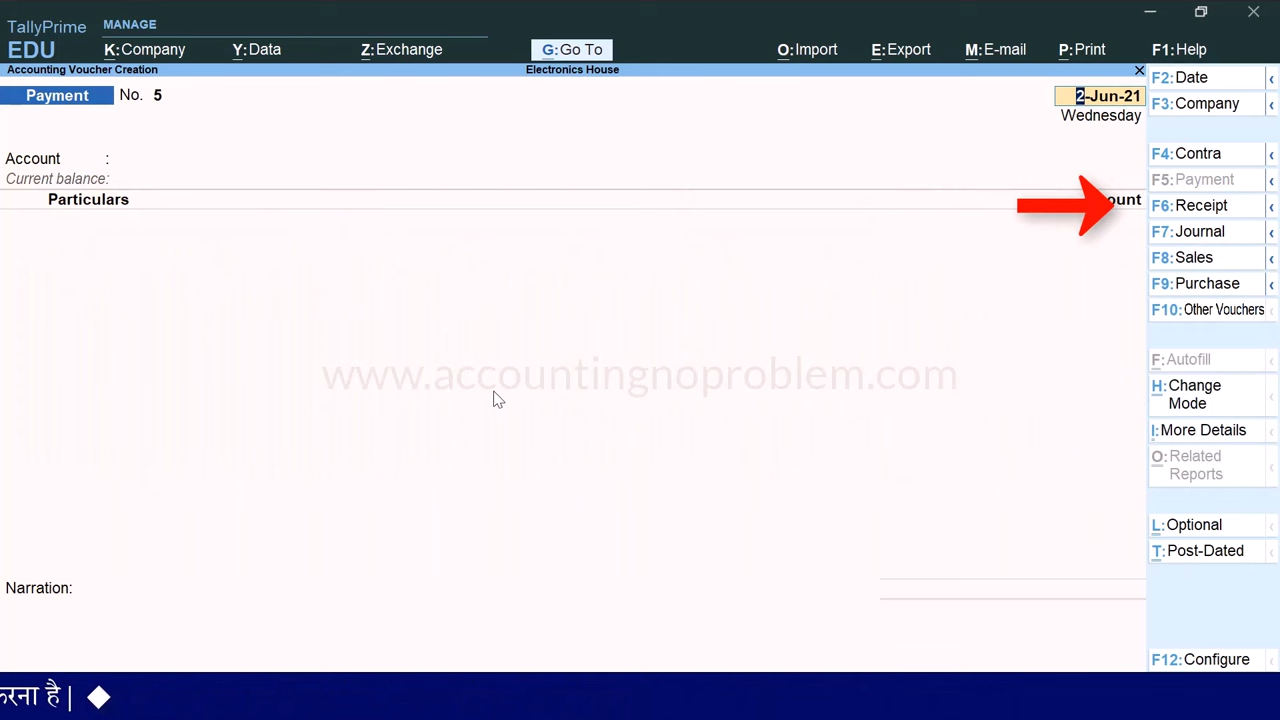 TallyPrime
EDU
MANAGE
K:Company Y:Data Z:Exchange G:Go To O:Import E:Export M:E-mail P:Print F1:Help
Accounting Voucher Creation Electronics House
Payment No. 5 2-Jun-21
Wednesday
Account :
Current balance:
Particulars
www.accountingnoproblem.com
Narration:
F2:Date
F3:Company
F4:Contra
F5:Payment
F6:Receipt
F7:Journal
F8:Sales
F9:Purchase
F10:Other Vouchers
F:Autofill
H:Change
Mode
I:More Details
O:Related
Reports
L:Optional
T:Post-Dated
F12:Configure
है |